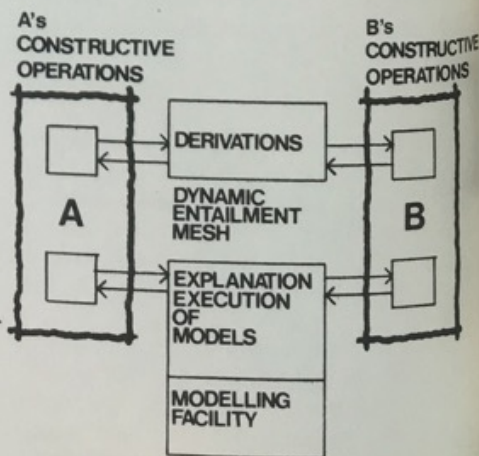 A's
CONSTRUCTIVE
OPERATIONS
B's
CONSTRUCTIVE
OPERATIONS
DERIVATIONS
DYNAMIC
ENTAILMENT
MESH
A
B
EXPLANATION
EXECUTION
OF
MODELS
MODELLING
FACILITY